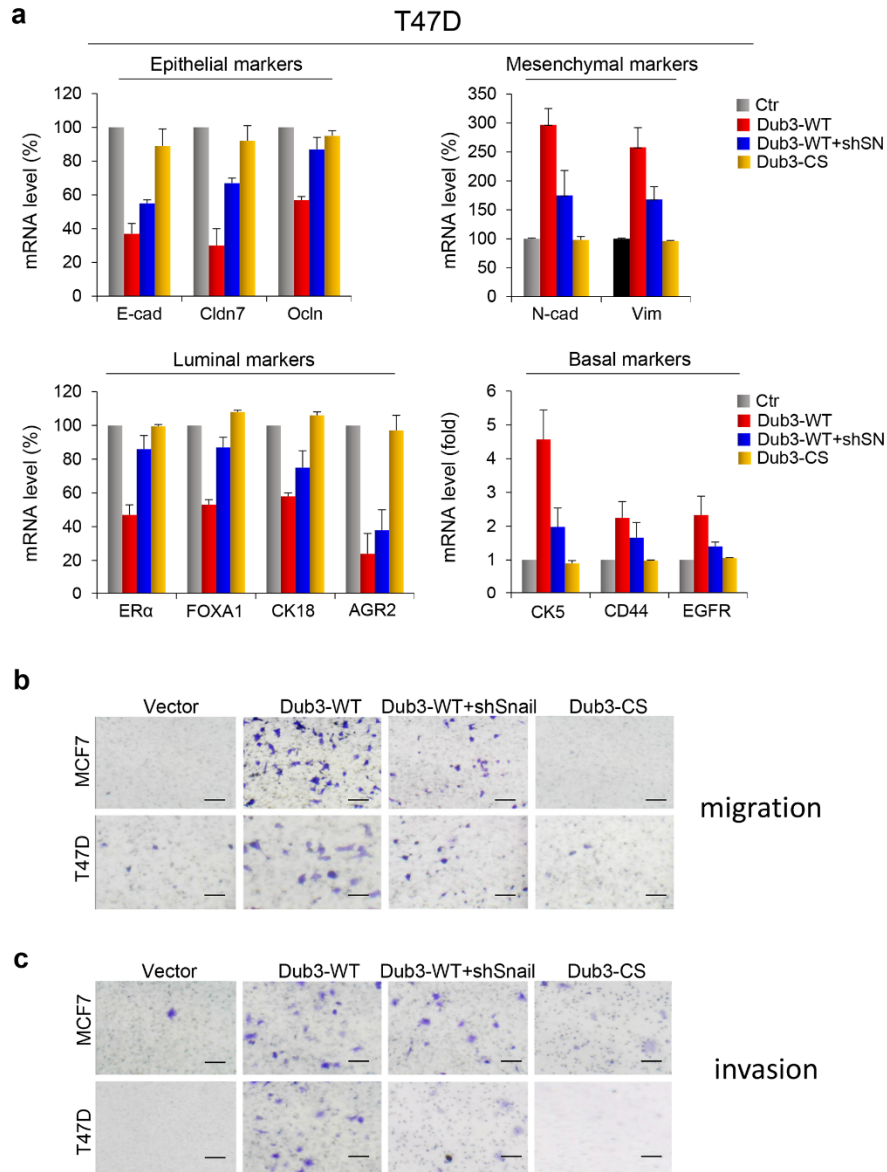 a
T47D
Epithelial markers
mRNA level (%)
120
100
80
60
40
20
0
E-cad Cldn7 Ocln
Mesenchymal markers
mRNA level (%)
350
300
250
200
150
100
50
0
N-cad Vim
Ctr
Dub3-WT
Dub3-WT+shSN
Dub3-CS
Luminal markers
mRNA level (%)
120
100
80
60
40
20
0
ERα FOXA1 CK18 AGR2
Basal markers
mRNA level (fold)
6
5
4
3
2
1
0
CK5 CD44 EGFR
Ctr
Dub3-WT
Dub3-WT+shSN
Dub3-CS
b
Vector Dub3-WT Dub3-WT+shSnail Dub3-CS
MCF7
T47D
migration
c
Vector Dub3-WT Dub3-WT+shSnail Dub3-CS
MCF7
T47D
invasion